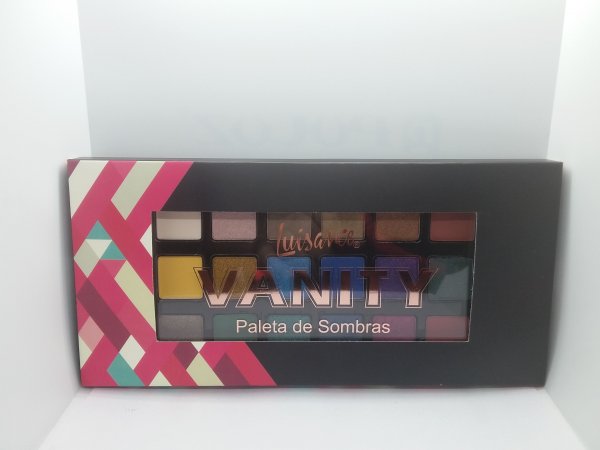 Luisance
VANITY
Paleta de Sombras